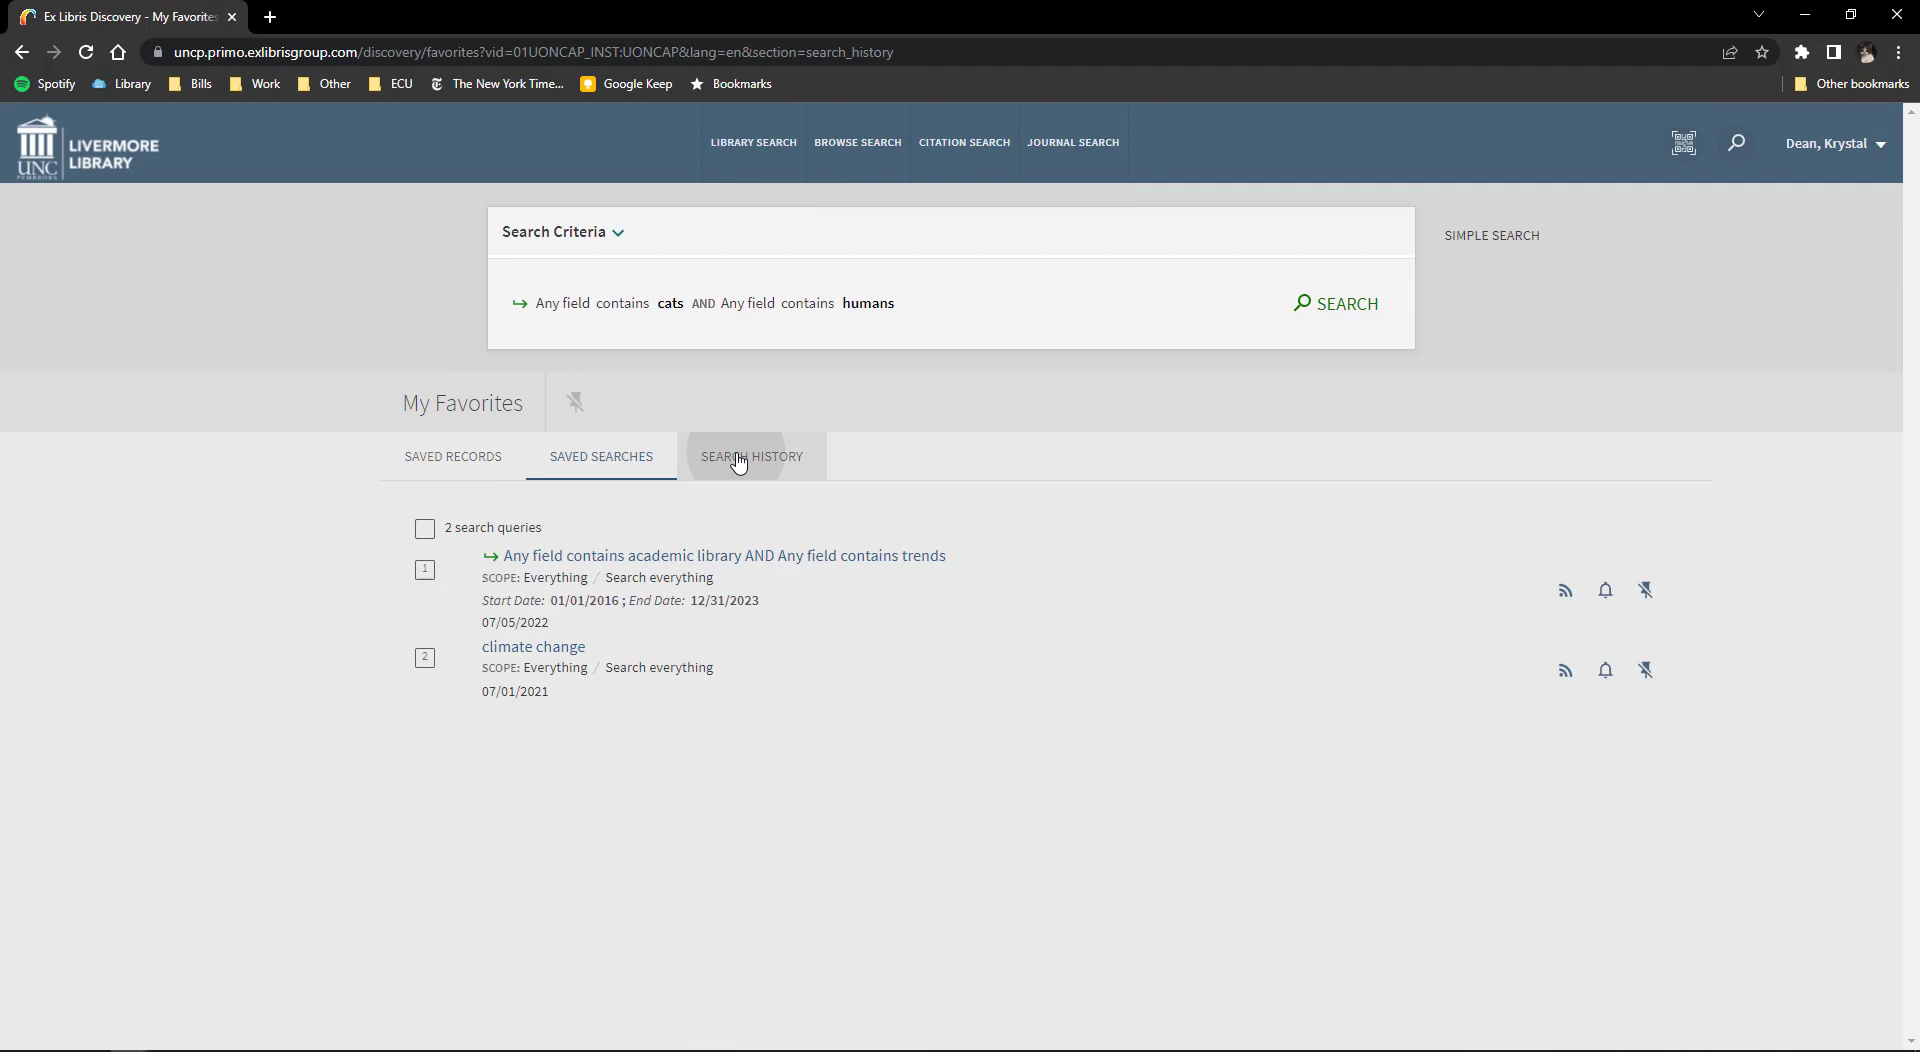 Ex Libris Discovery - My Favorites
uncp.primo.exlibrisgroup.com/discovery/favorites?vid=01UONCAP_INST:UONCAP&lang=en&section=search_history
Spotify Library Bills Work Other ECU The New York Time... Google Keep Bookmarks Other bookmarks
UNC PEMBROKE LIVERMORE LIBRARY
LIBRARY SEARCH BROWSE SEARCH CITATION SEARCH JOURNAL SEARCH Dean, Krystal
Search Criteria
SIMPLE SEARCH
Any field contains cats AND Any field contains humans SEARCH
My Favorites
SAVED RECORDS SAVED SEARCHES SEARCH HISTORY
2 search queries
1 Any field contains academic library AND Any field contains trends
SCOPE: Everything / Search everything
Start Date: 01/01/2016 ; End Date: 12/31/2023
07/05/2022
2 climate change
SCOPE: Everything / Search everything
07/01/2021